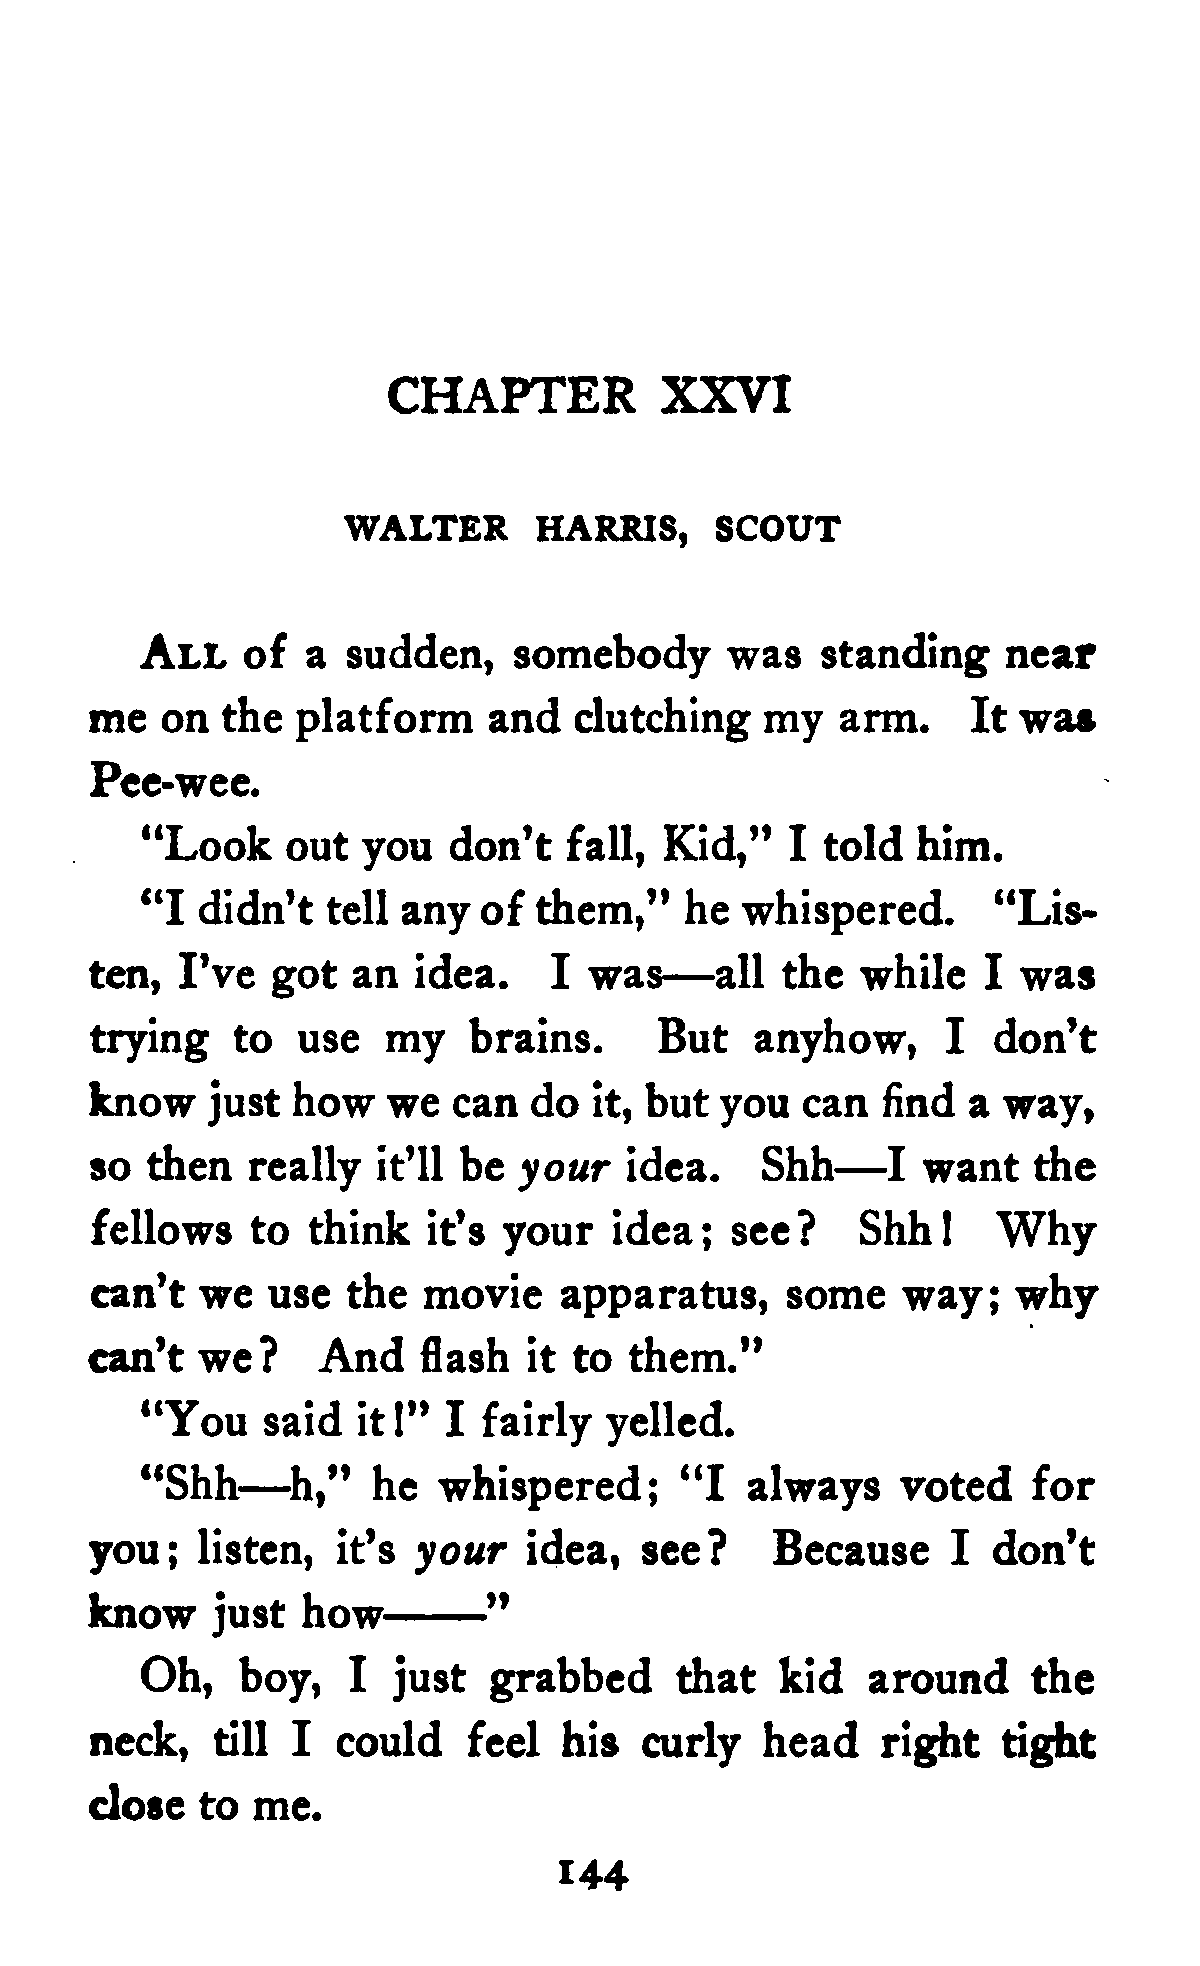 CHAPTER XXVI
WALTER HARRIS, SCOUT
ALL of a sudden, somebody was standing near
me on the platform and clutching my arm. It was
Pee-wee.
“Look out you don’t fall, Kid,” I told him.
“I didn’t tell any of them,” he whispered. “Lis-
ten, I’ve got an idea. I was—all the while I was
trying to use my brains. But anyhow, I don’t
know just how we can do it, but you can find a way,
so then really it’ll be your idea. Shh—I want the
fellows to think it’s your idea; see? Shh! Why
can’t we use the movie apparatus, some way; why
can’t we? And flash it to them.”
“You said it!” I fairly yelled.
“Shh—h,” he whispered; “I always voted for
you; listen, it’s your idea, see? Because I don’t
know just how——”
Oh, boy, I just grabbed that kid around the
neck, till I could feel his curly head right tight
close to me.
144